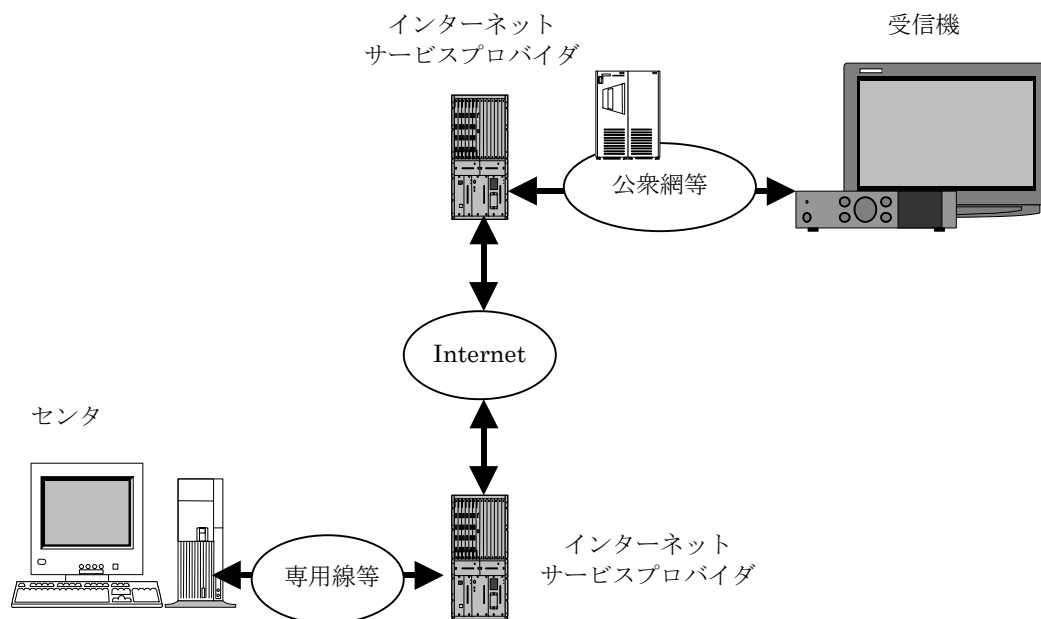 インターネット
サービスプロバイダ
受信機
公衆網等
Internet
センタ
専用線等
インターネット
サービスプロバイダ